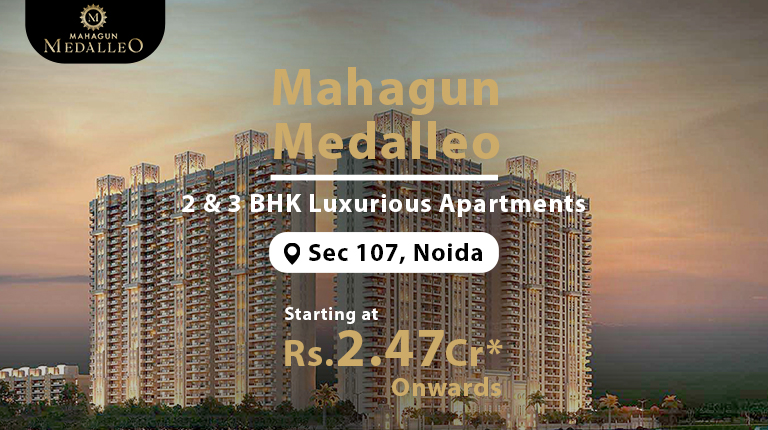 M
MAHAGUN
MEDALLEO
Mahagun
Medalleo
2 & 3 BHK Luxurious Apartments
Sec 107, Noida
Starting at
Rs.2.47Cr*
Onwards